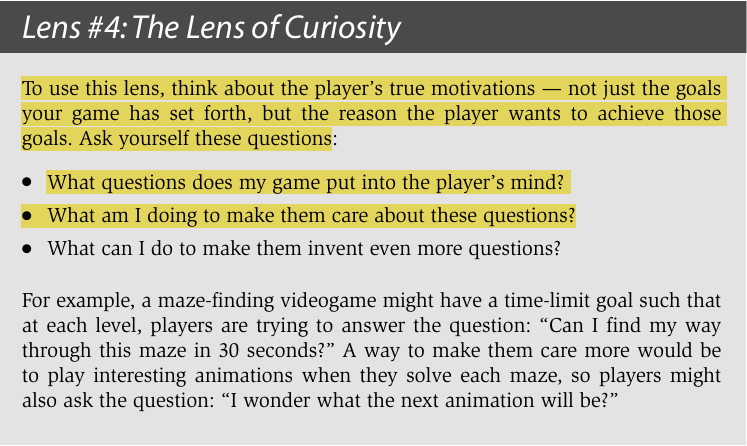 Lens #4: The Lens of Curiosity
To use this lens, think about the player’s true motivations — not just the goals
your game has set forth, but the reason the player wants to achieve those
goals. Ask yourself these questions:
● What questions does my game put into the player’s mind?
● What am I doing to make them care about these questions?
● What can I do to make them invent even more questions?
For example, a maze-finding videogame might have a time-limit goal such that
at each level, players are trying to answer the question: “Can I find my way
through this maze in 30 seconds?” A way to make them care more would be
to play interesting animations when they solve each maze, so players might
also ask the question: “I wonder what the next animation will be?”